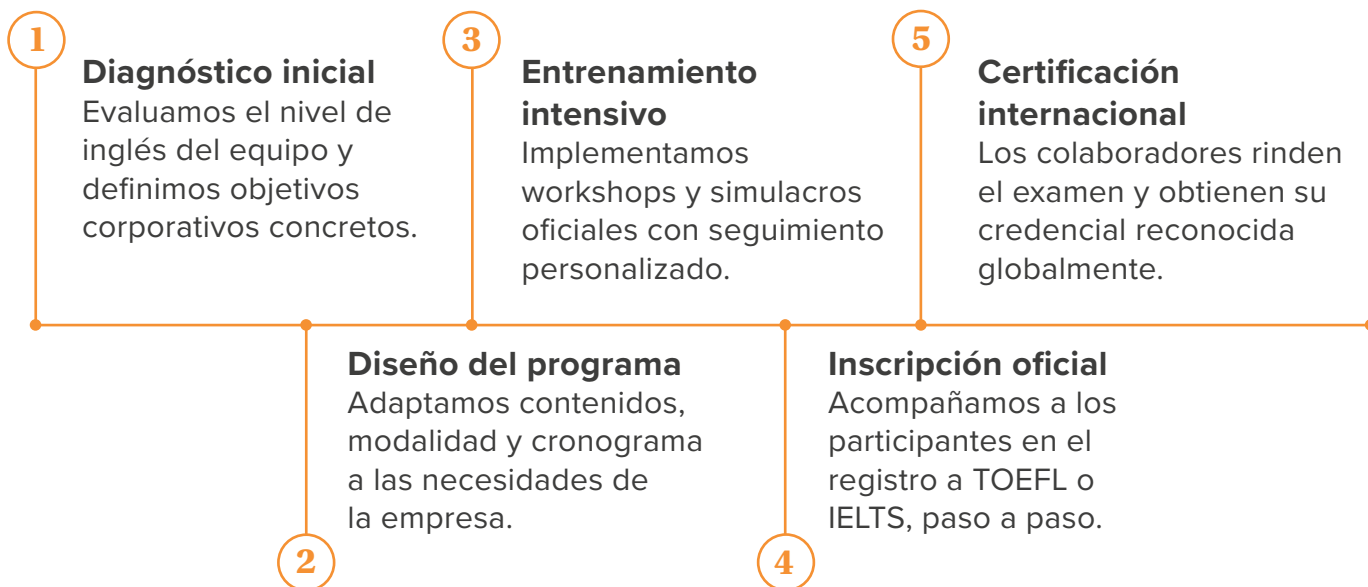 1
Diagnóstico inicial
Evaluamos el nivel de
inglés del equipo y
definimos objetivos
corporativos concretos.
2
Diseño del programa
Adaptamos contenidos,
modalidad y cronograma
a las necesidades de
la empresa.
3
Entrenamiento
intensivo
Implementamos
workshops y simulacros
oficiales con seguimiento
personalizado.
4
Inscripción oficial
Acompañamos a los
participantes en el
registro a TOEFL o
IELTS, paso a paso.
5
Certificación
internacional
Los colaboradores rinden
el examen y obtienen su
credencial reconocida
globalmente.